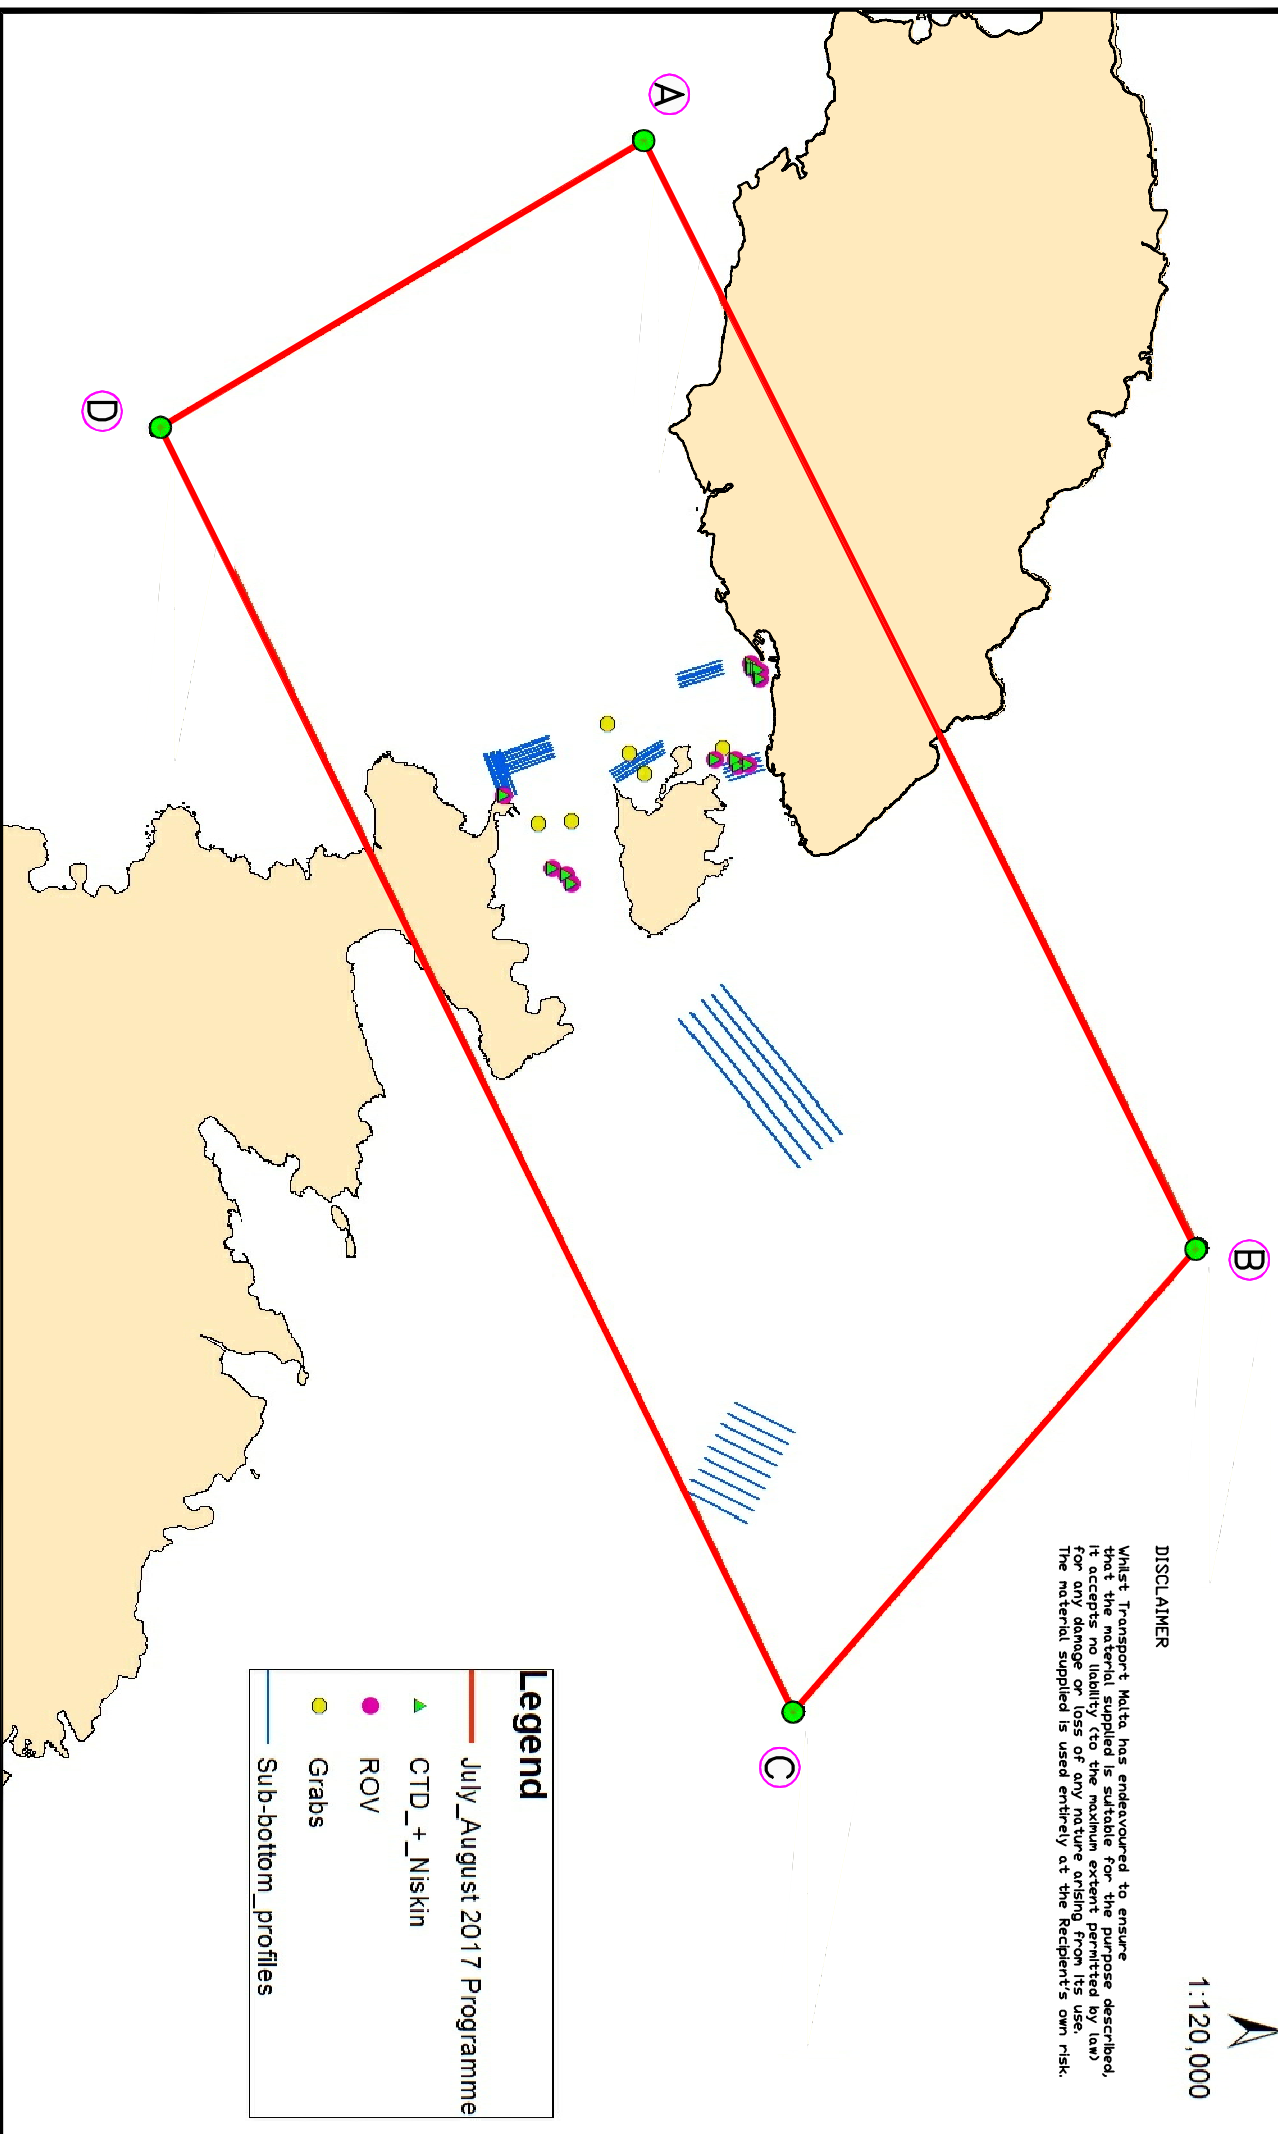 A
B
C
D
1:120,000
DISCLAIMER
Whilst Transport Malta has endeavoured to ensure
that the material supplied is suitable for the purpose described,
it accepts no liability (to the maximum extent permitted by law)
for any damage or loss of any nature arising from its use.
The material supplied is used entirely at the Recipient's own risk.
Legend
July_August 2017 Programme
CTD_+_Niskin
ROV
Grabs
Sub-bottom_profiles